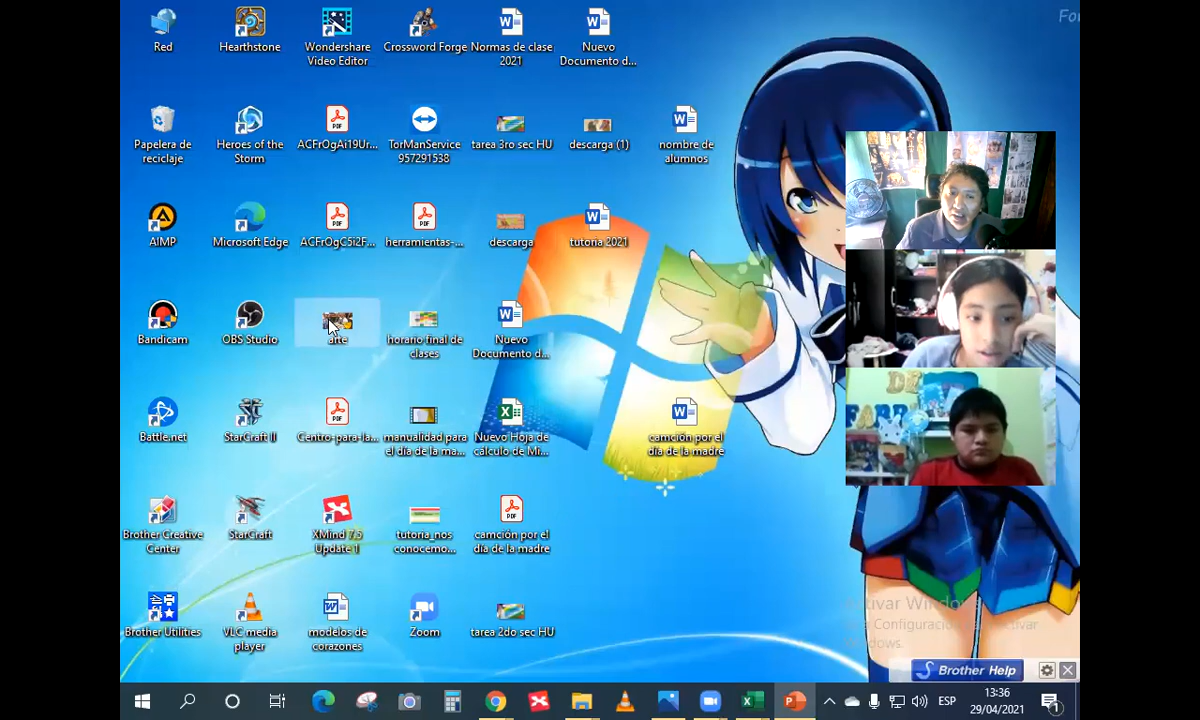 For
Red
Hearthstone
Wondershare
Video Editor
Crossword Forge
Normas de clase
2021
Nuevo
Documento d...
Papelera de
reciclaje
Heroes of the
Storm
ACFrOgAi19Ur...
TorManService
957291538
tarea 3ro sec HU
descarga (1)
nombre de
alumnos
AIMP
Microsoft Edge
ACFrOgC5I2F...
herramientas-...
descarga
tutoria 2021
Bandicam
OBS Studio
arte
horario final de
clases
Nuevo
Documento d...
Battle.net
StarCraft II
Centro-para-la...
manualidad para
el día de la ma...
Nuevo Hoja de
cálculo de Mi...
camción por el
día de la madre
Brother Creative
Center
StarCraft
XMind 7.5
Update 1
tutoria_nos
conocemo...
camción por el
día de la madre
Brother Utilities
VLC media
player
modelos de
corazones
Zoom
tarea 2do sec HU
Brother Help
ESP
13:36
29/04/2021
1